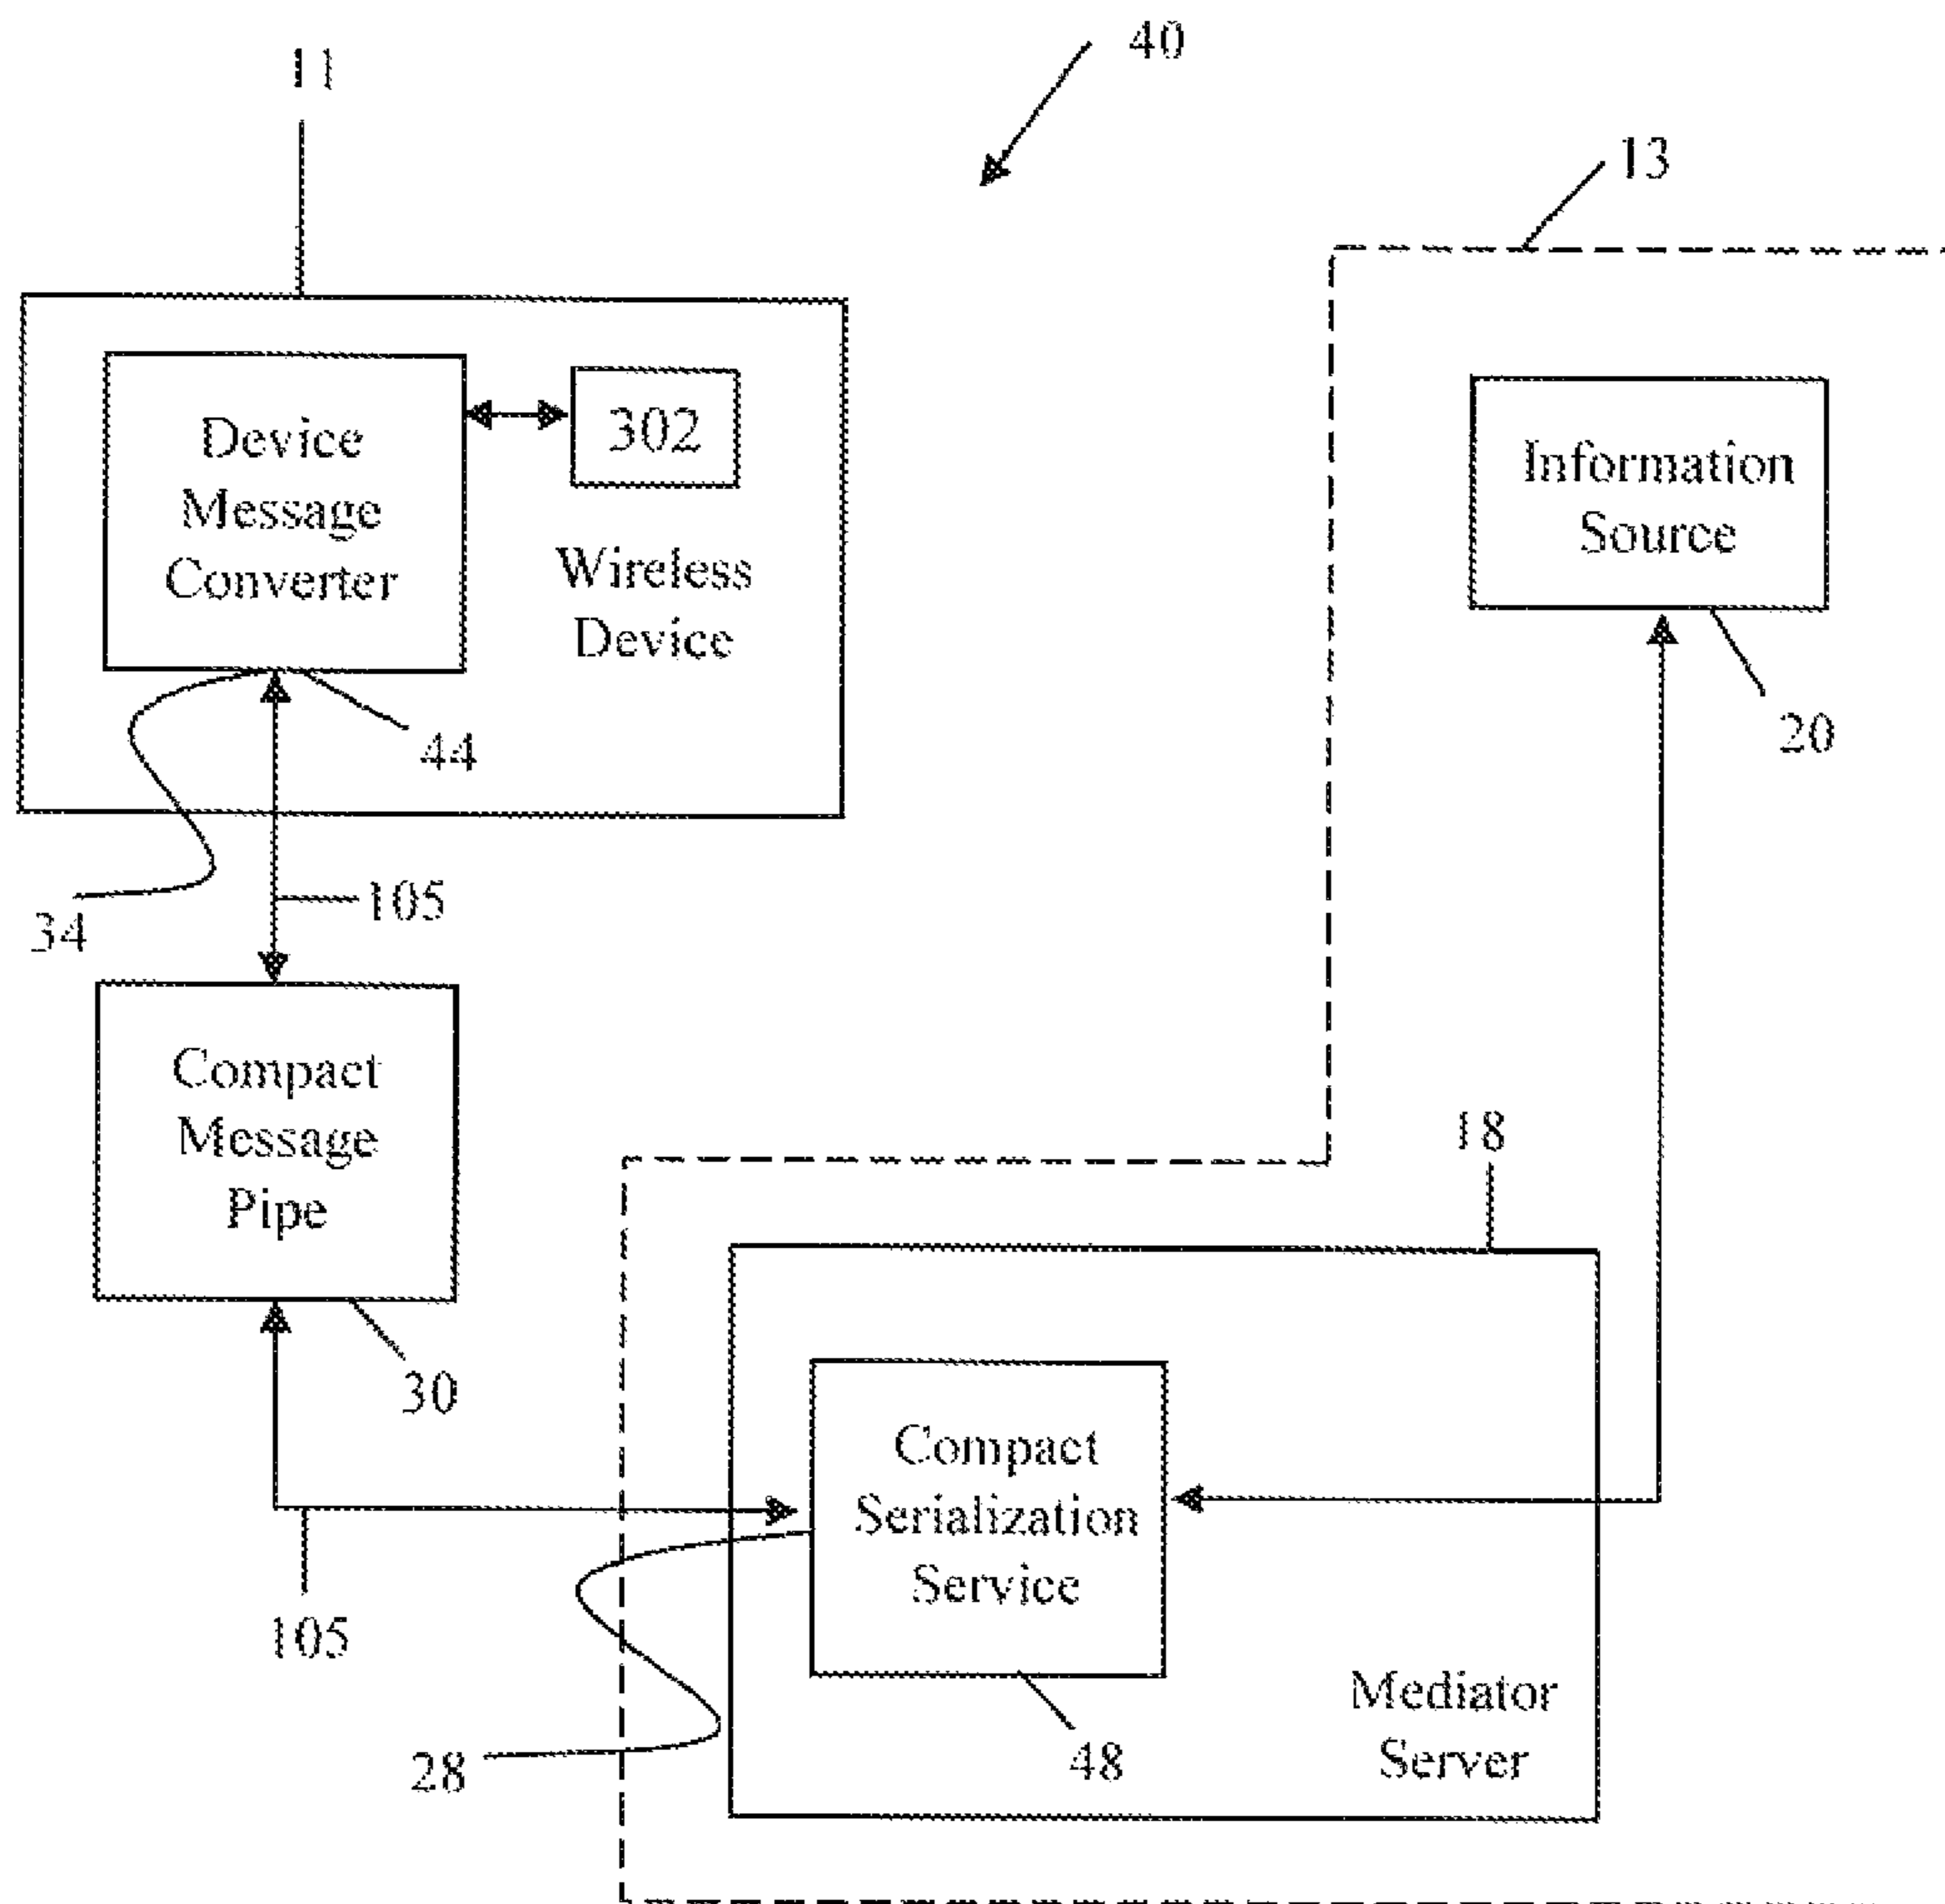 11
40
13
Device
Message
Converter
302
Wireless
Device
44
34
105
Information
Source
20
Compact
Message
Pipe
30
105
18
Compact
Serialization
Service
48
28
Mediator
Server